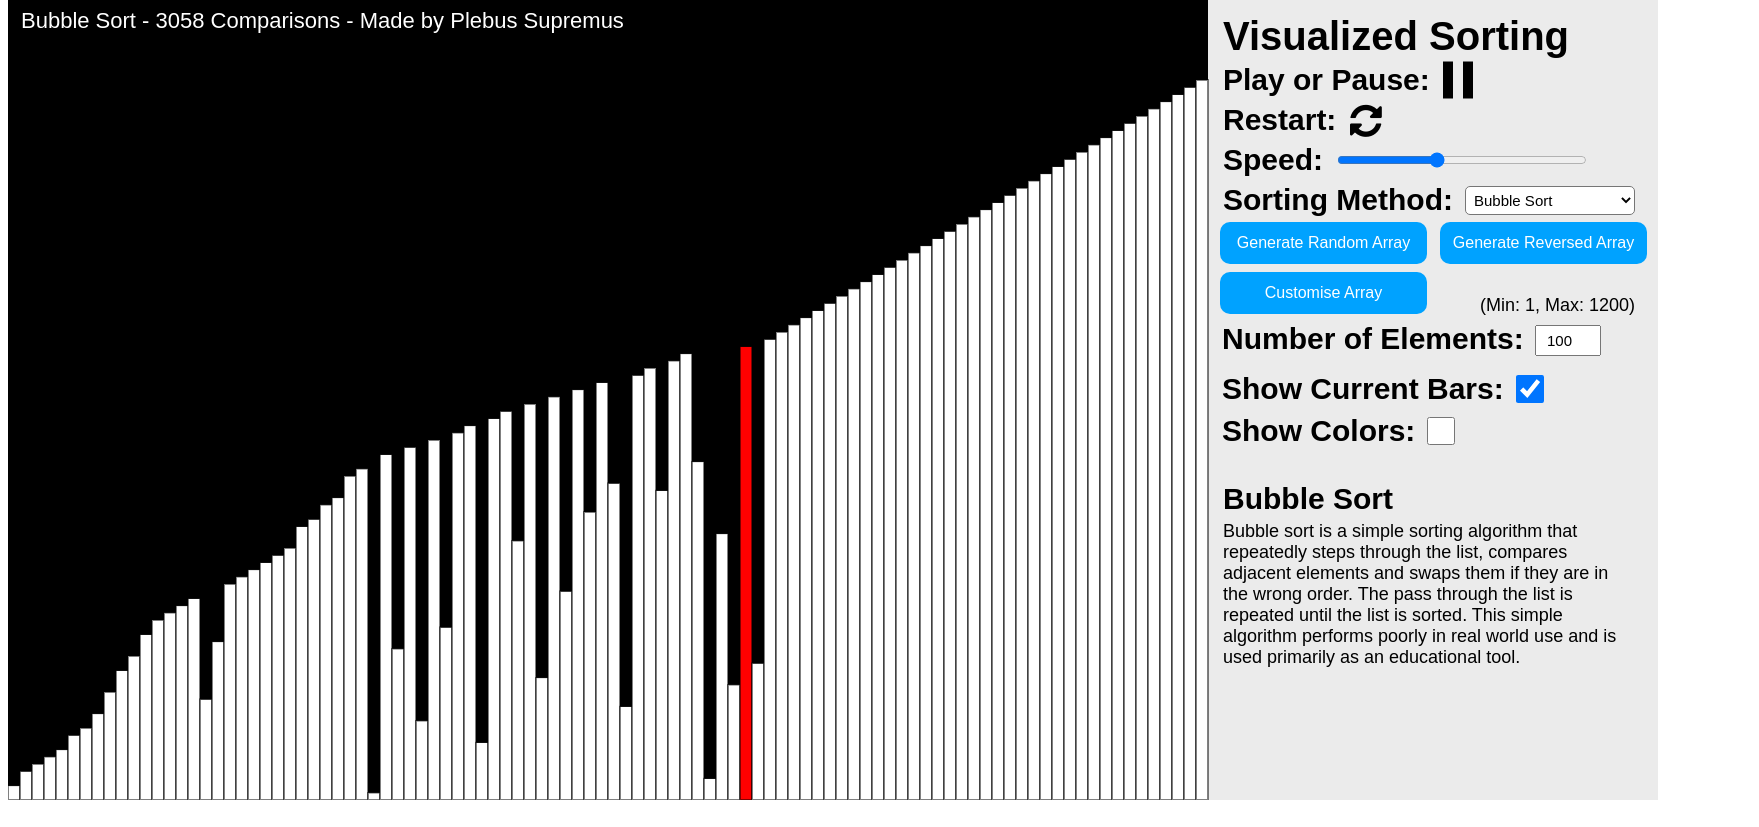 Bubble Sort - 3058 Comparisons - Made by Plebus Supremus
Visualized Sorting
Play or Pause:
Restart:
Speed:
Sorting Method: Bubble Sort
Generate Random Array Generate Reversed Array
Customise Array
(Min: 1, Max: 1200)
Number of Elements: 100
Show Current Bars:
Show Colors:
Bubble Sort
Bubble sort is a simple sorting algorithm that
repeatedly steps through the list, compares
adjacent elements and swaps them if they are in
the wrong order. The pass through the list is
repeated until the list is sorted. This simple
algorithm performs poorly in real world use and is
used primarily as an educational tool.